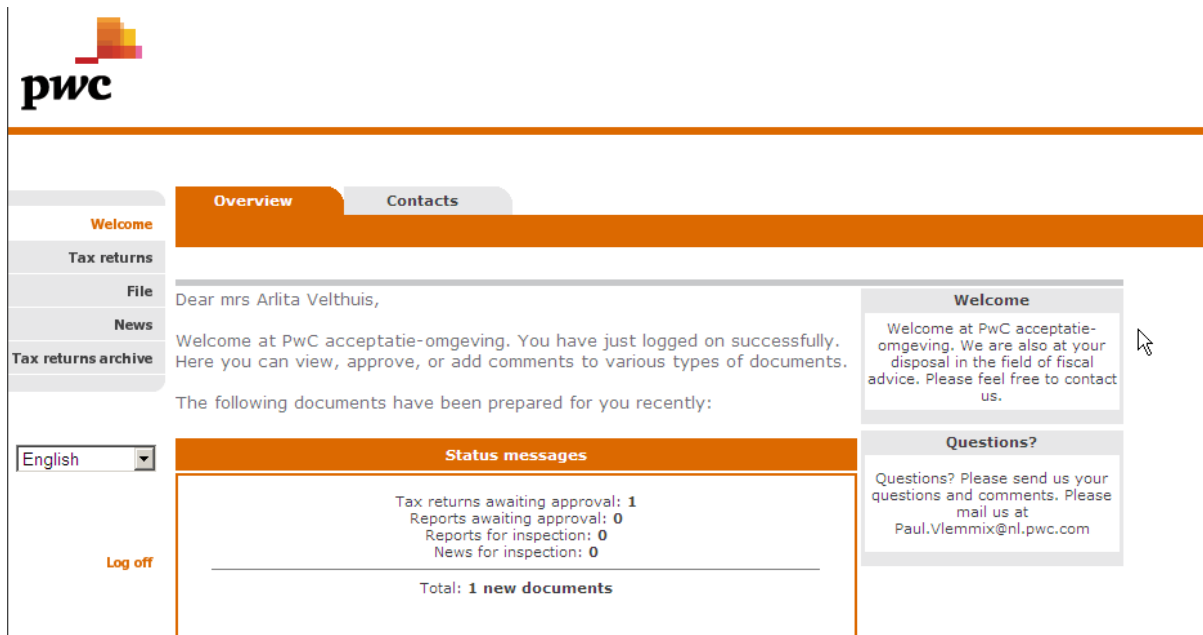 pwc
Overview
Contacts
Welcome
Tax returns
File
News
Tax returns archive
English
Log off
Dear mrs Arlita Velthuis,
Welcome at PwC acceptatie-omgeving. You have just logged on successfully.
Here you can view, approve, or add comments to various types of documents.
The following documents have been prepared for you recently:
Status messages
Tax returns awaiting approval: 1
Reports awaiting approval: 0
Reports for inspection: 0
News for inspection: 0
Total: 1 new documents
Welcome
Welcome at PwC acceptatie-
omgeving. We are also at your
disposal in the field of fiscal
advice. Please feel free to contact
us.
Questions?
Questions? Please send us your
questions and comments. Please
mail us at
Paul.Vlemmix@nl.pwc.com